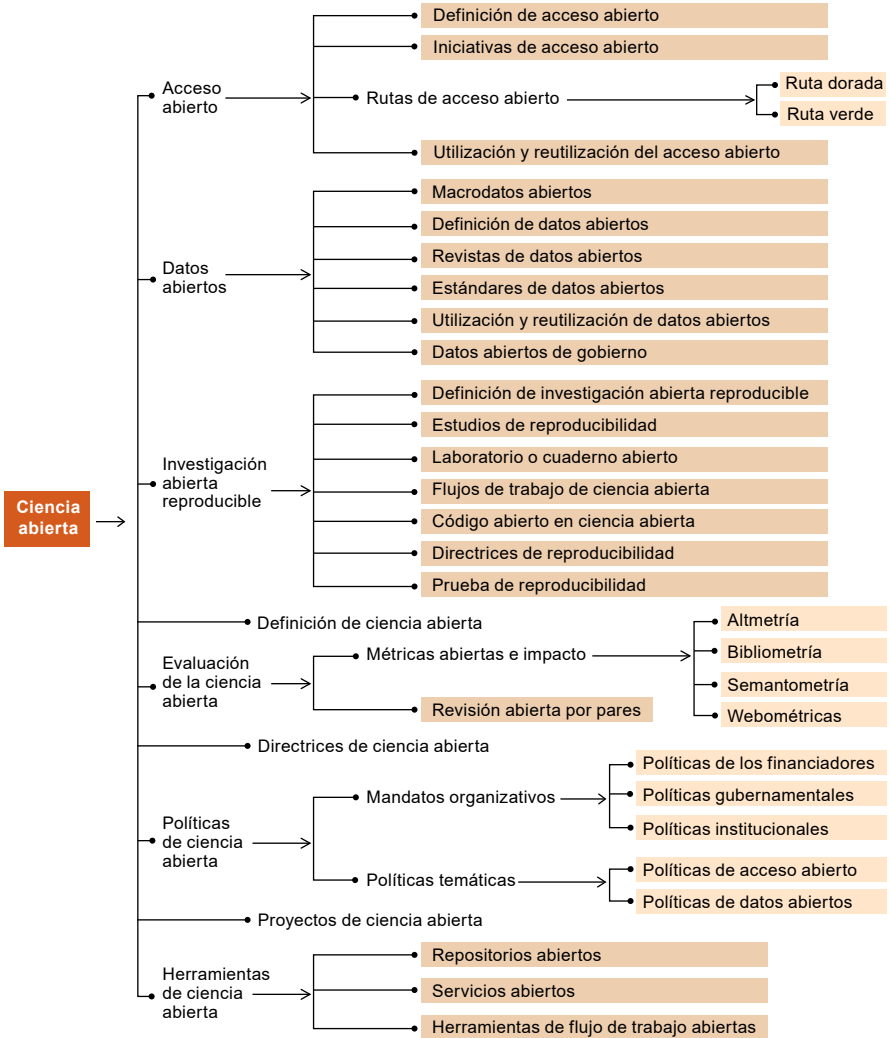 Ciencia
abierta
Acceso
abierto
Definición de acceso abierto
Iniciativas de acceso abierto
Rutas de acceso abierto
Ruta dorada
Ruta verde
Utilización y reutilización del acceso abierto
Datos
abiertos
Macrodatos abiertos
Definición de datos abiertos
Revistas de datos abiertos
Estándares de datos abiertos
Utilización y reutilización de datos abiertos
Datos abiertos de gobierno
Investigación
abierta
reproducible
Definición de investigación abierta reproducible
Estudios de reproducibilidad
Laboratorio o cuaderno abierto
Flujos de trabajo de ciencia abierta
Código abierto en ciencia abierta
Directrices de reproducibilidad
Prueba de reproducibilidad
Definición de ciencia abierta
Evaluación
de la ciencia
abierta
Métricas abiertas e impacto
Altmetría
Bibliometría
Semantometría
Webométricas
Revisión abierta por pares
Directrices de ciencia abierta
Políticas
de ciencia
abierta
Mandatos organizativos
Políticas de los financiadores
Políticas gubernamentales
Políticas institucionales
Políticas temáticas
Políticas de acceso abierto
Políticas de datos abiertos
Proyectos de ciencia abierta
Herramientas
de ciencia
abierta
Repositorios abiertos
Servicios abiertos
Herramientas de flujo de trabajo abiertas